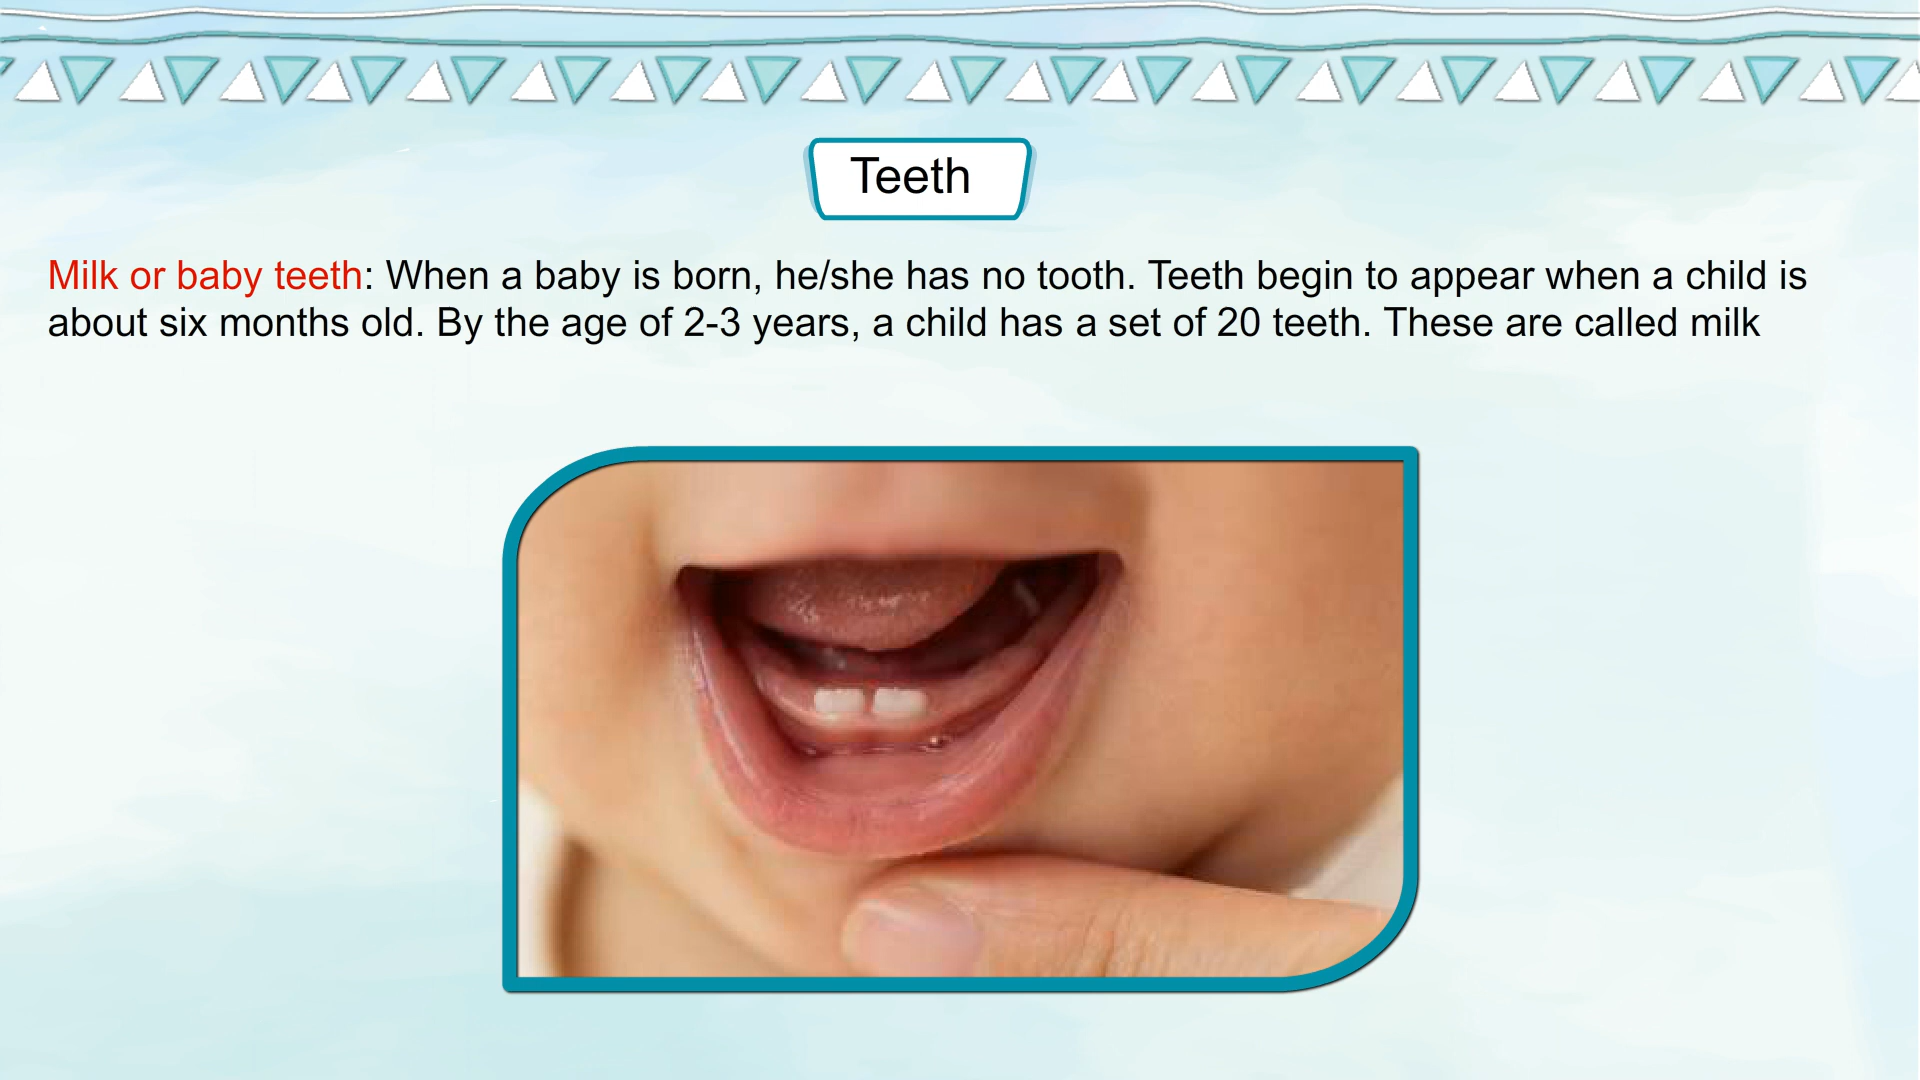 Teeth
Milk or baby teeth: When a baby is born, he/she has no tooth. Teeth begin to appear when a child is
about six months old. By the age of 2-3 years, a child has a set of 20 teeth. These are called milk